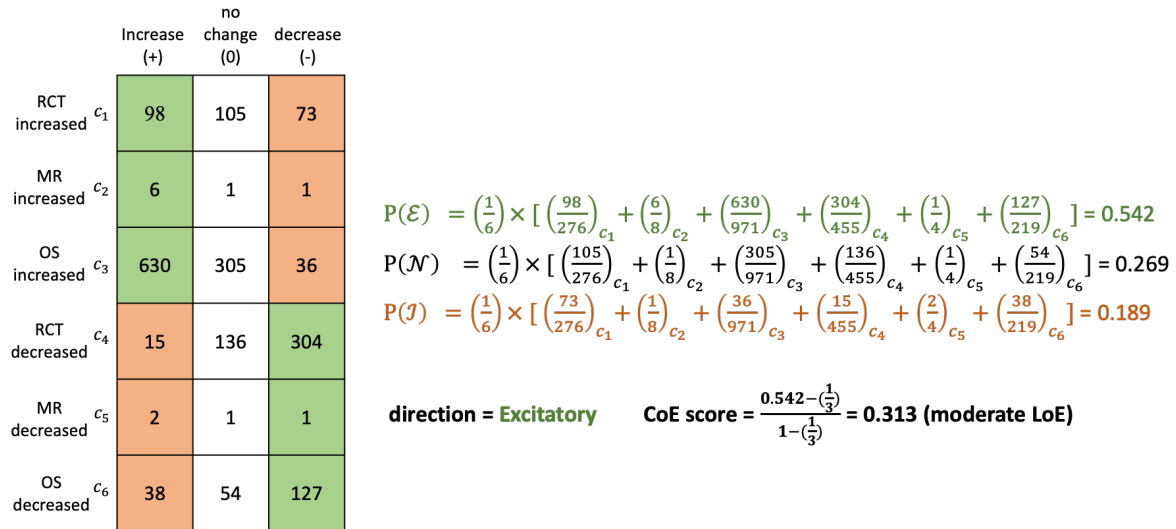 no
Increase change decrease
(+) (0) (-)
RCT increased c₁ 98 105 73
MR increased c₂ 6 1 1
OS increased c₃ 630 305 36
RCT decreased c₄ 15 136 304
MR decreased c₅ 2 1 1
OS decreased c₆ 38 54 127
P(ℰ) = (1/6) × [ (98/276)c₁ + (6/8)c₂ + (630/971)c₃ + (304/455)c₄ + (1/4)c₅ + (127/219)c₆ ] = 0.542
P(𝒩) = (1/6) × [ (105/276)c₁ + (1/8)c₂ + (305/971)c₃ + (136/455)c₄ + (1/4)c₅ + (54/219)c₆ ] = 0.269
P(ℐ) = (1/6) × [ (73/276)c₁ + (1/8)c₂ + (36/971)c₃ + (15/455)c₄ + (2/4)c₅ + (38/219)c₆ ] = 0.189
direction = Excitatory CoE score = (0.542−(1/3))/(1−(1/3)) = 0.313 (moderate LoE)